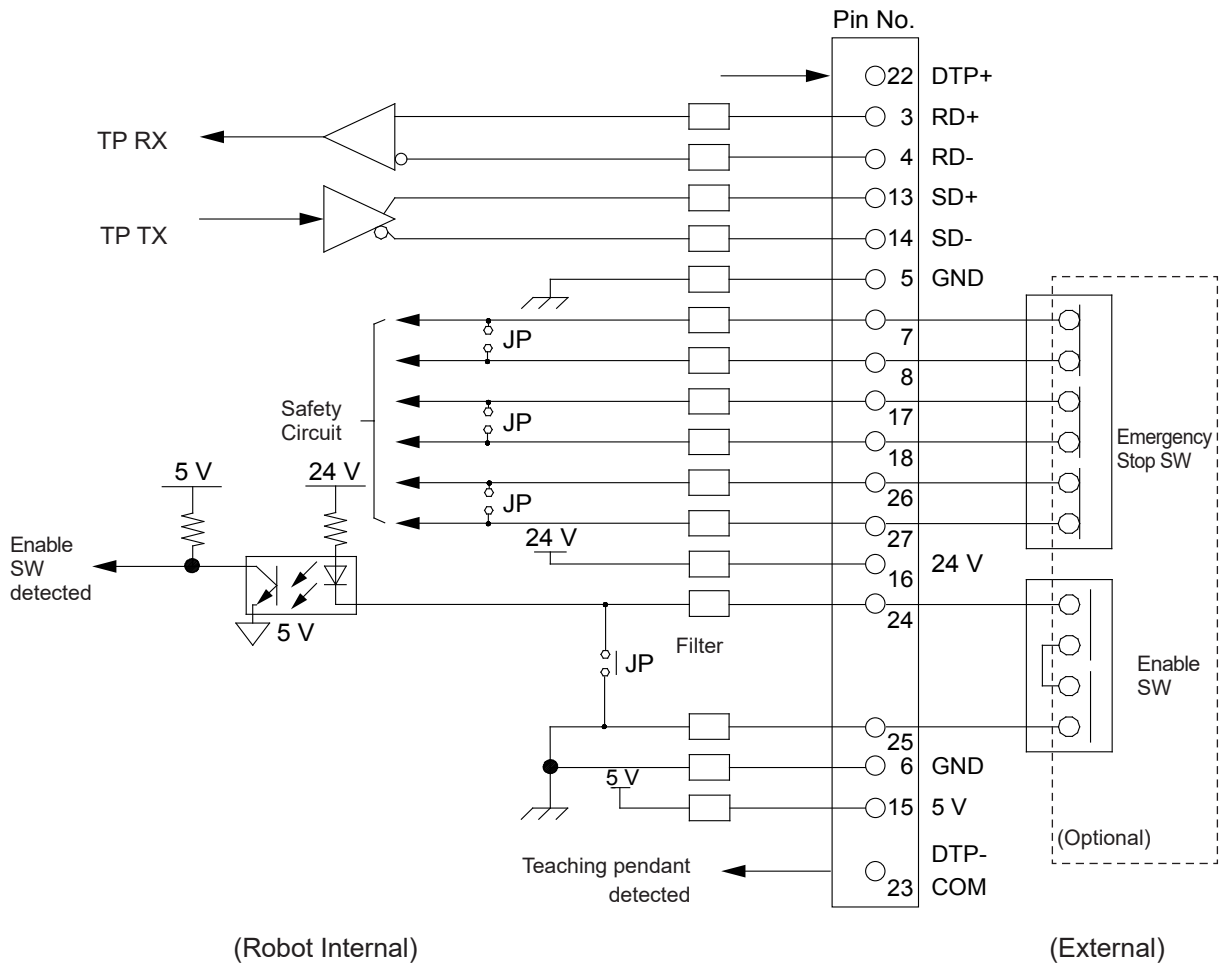 Pin No.
22 DTP+
3 RD+
TP RX
4 RD-
13 SD+
TP TX
14 SD-
5 GND
7
JP
8
Safety
Circuit
17
JP
18
Emergency
Stop SW
5 V
24 V
26
JP
27
24 V
16 24 V
Enable
SW
detected
24
5 V
Filter
JP
Enable
SW
25
6 GND
5 V
15 5 V
(Optional)
Teaching pendant
detected
DTP-
23 COM
(Robot Internal)
(External)